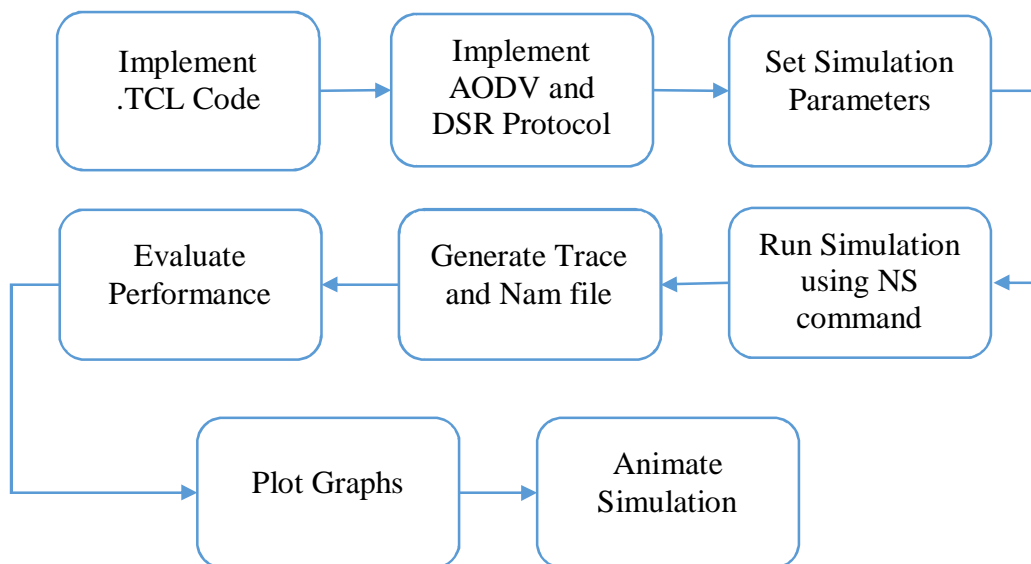 Implement
.TCL Code
Implement
AODV and
DSR Protocol
Set Simulation
Parameters
Run Simulation
using NS
command
Generate Trace
and Nam file
Evaluate
Performance
Plot Graphs
Animate
Simulation